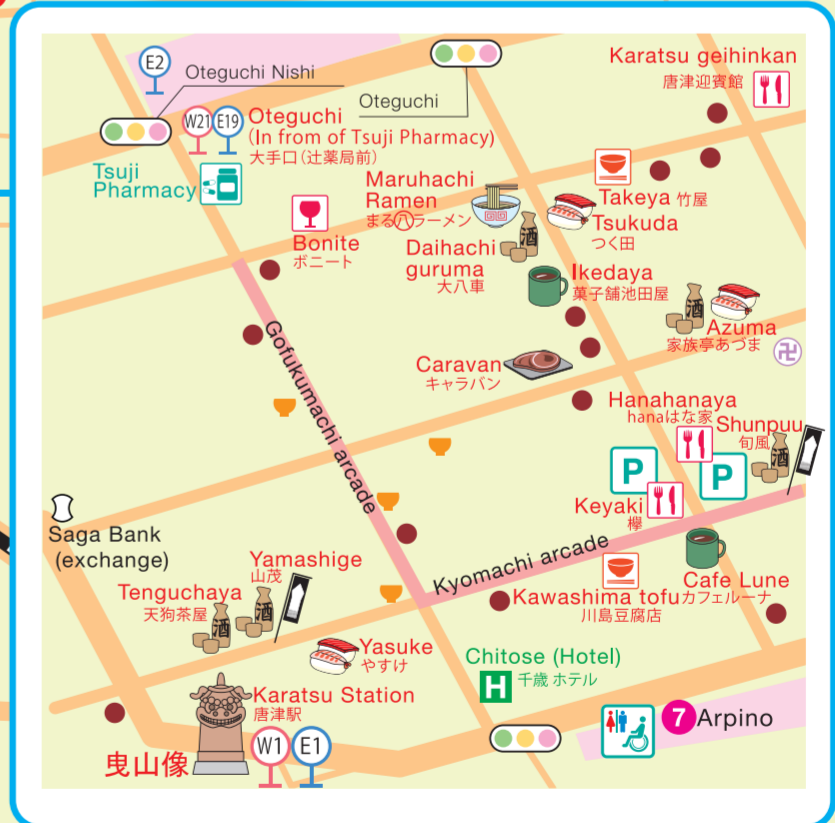 E2
Oteguchi Nishi
Oteguchi
Karatsu geihinkan
唐津迎賓館
W21 E19
Oteguchi
(In from of Tsuji Pharmacy)
大手口(辻薬局前)
Tsuji
Pharmacy
Bonite
ボニート
Maruhachi
Ramen
まる八ラーメン
Takeya 竹屋
Tsukuda
つく田
Daihachi
guruma
大八車
酒
Ikedaya
菓子舗池田屋
酒
Azuma
家族亭あづま
卍
Caravan
キャラバン
Gofukumachi arcade
Hanahanaya
hanaはな家
Shunpuu
旬風
酒
P
P
Keyaki
欅
Saga Bank
(exchange)
Kyomachi arcade
Yamashige
山茂
酒
Tenguchaya
天狗茶屋
酒
Kawashima tofu
川島豆腐店
Cafe Lune
カフェルーナ
Yasuke
やすけ
Chitose (Hotel)
H 千歳 ホテル
Karatsu Station
唐津駅
W1 E1
曳山像
7 Arpino